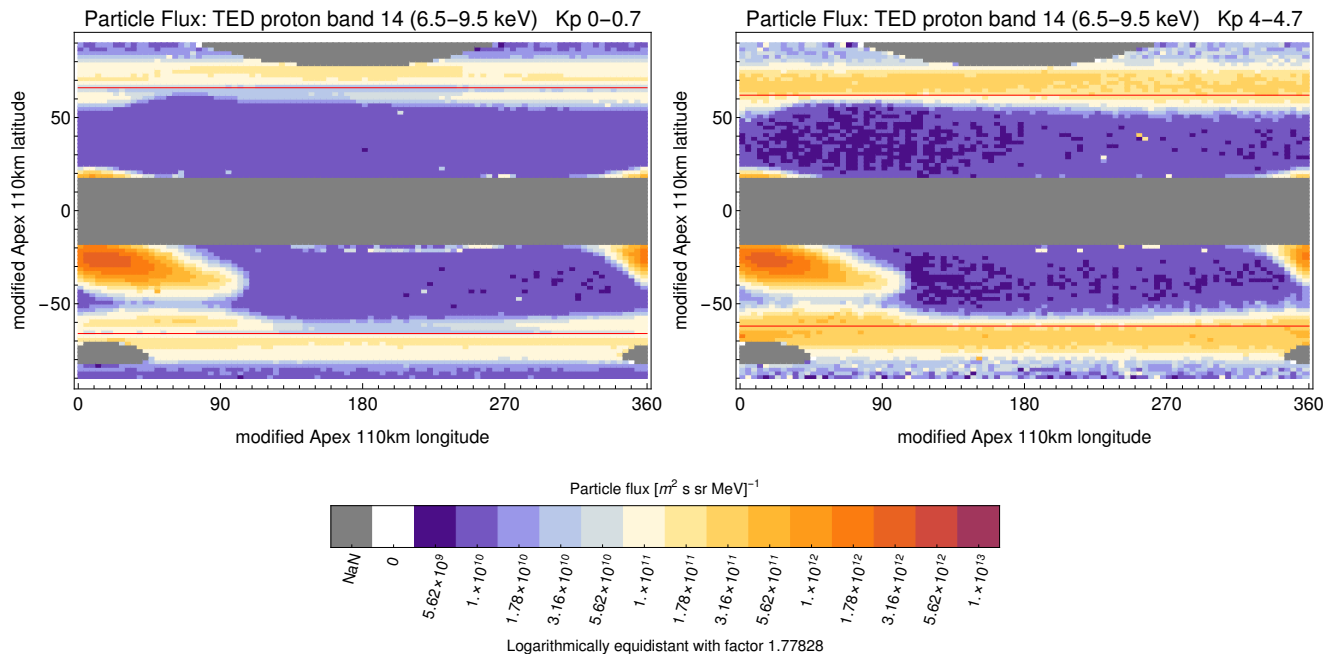 Particle Flux: TED proton band 14 (6.5−9.5 keV) Kp 0−0.7
modified Apex 110km latitude
50
0
−50
0 90 180 270 360
modified Apex 110km longitude
Particle Flux: TED proton band 14 (6.5−9.5 keV) Kp 4−4.7
modified Apex 110km latitude
50
0
−50
0 90 180 270 360
modified Apex 110km longitude
Particle flux [m² s sr MeV]⁻¹
NaN
0
5.62×10⁹
1.×10¹⁰
1.78×10¹⁰
3.16×10¹⁰
5.62×10¹⁰
1.×10¹¹
1.78×10¹¹
3.16×10¹¹
5.62×10¹¹
1.×10¹²
1.78×10¹²
3.16×10¹²
5.62×10¹²
1.×10¹³
Logarithmically equidistant with factor 1.77828